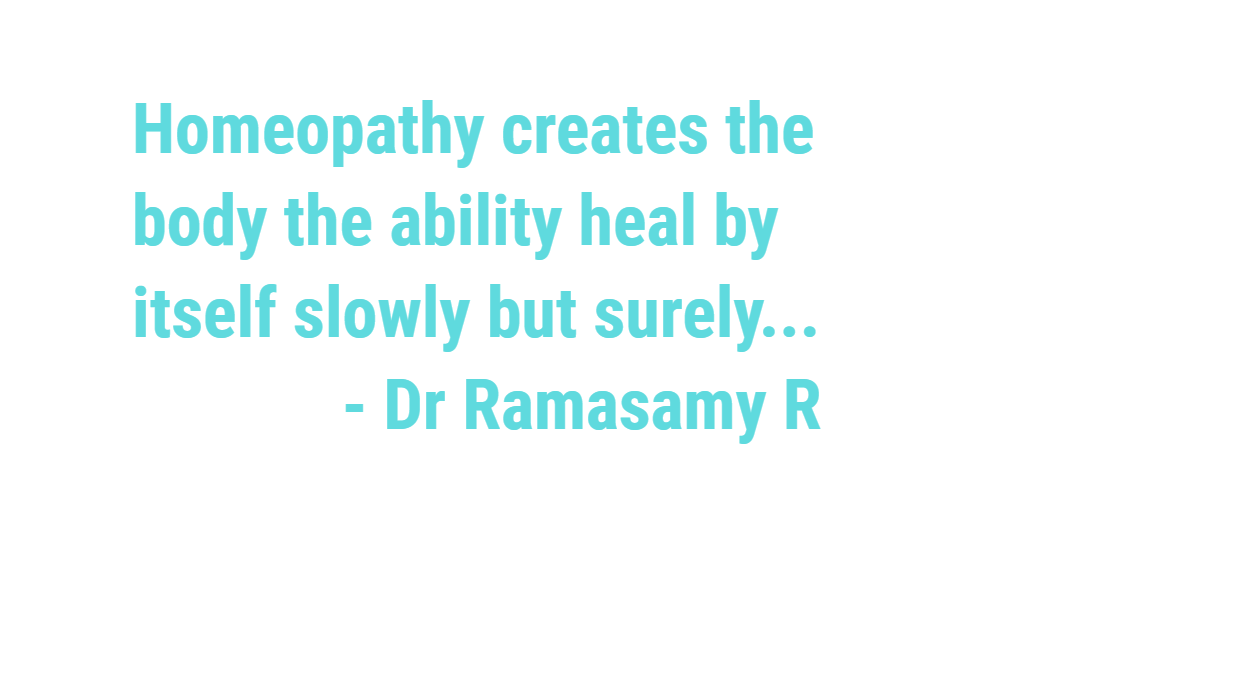 Homeopathy creates the
body the ability heal by
itself slowly but surely...
- Dr Ramasamy R